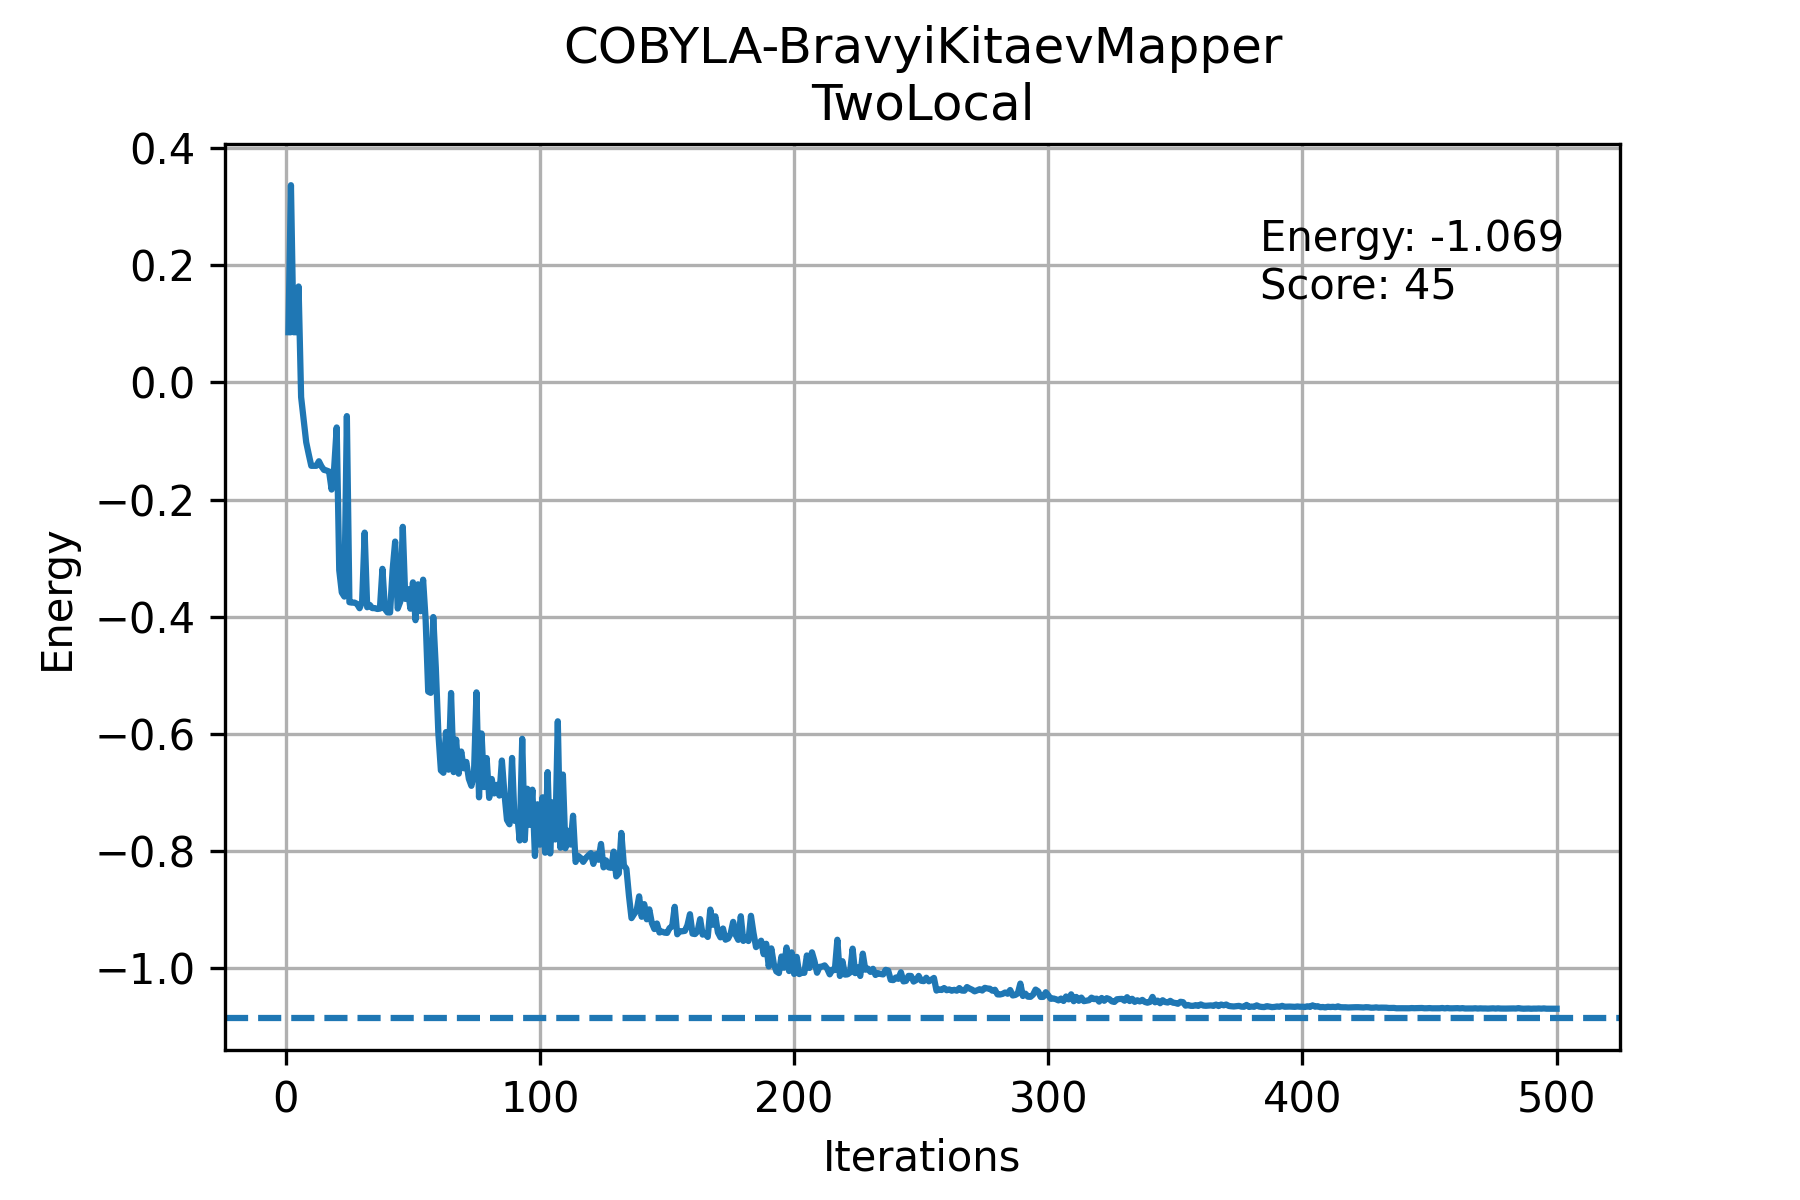 COBYLA-BravyiKitaevMapper
TwoLocal
0.4
0.2
0.0
−0.2
−0.4
−0.6
−0.8
−1.0
Energy
Energy: -1.069
Score: 45
0 100 200 300 400 500
Iterations